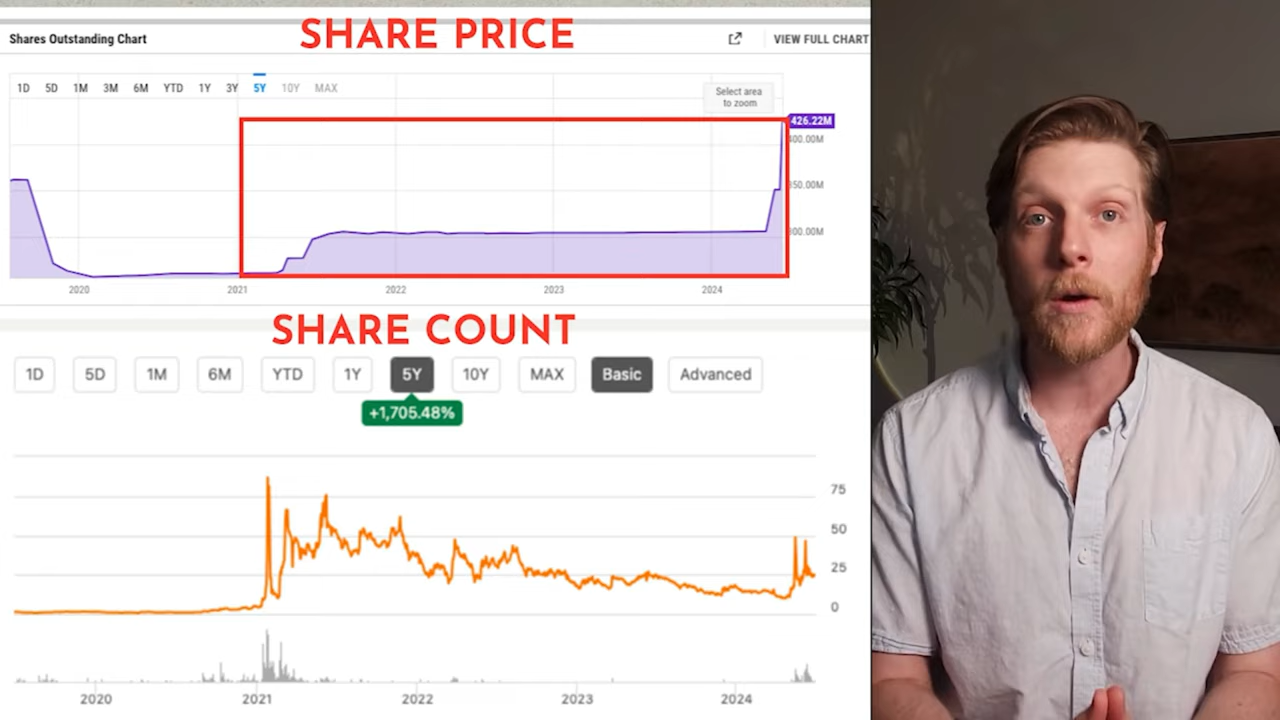 SHARE PRICE
Shares Outstanding Chart
VIEW FULL CHART
1D 5D 1M 3M 6M YTD 1Y 3Y 5Y 10Y MAX
Select area
to zoom
426.22M
400.00M
350.00M
300.00M
2020 2021 2022 2023 2024
SHARE COUNT
1D 5D 1M 6M YTD 1Y 5Y 10Y MAX Basic Advanced
+1,705.48%
75
50
25
0
2020 2021 2022 2023 2024